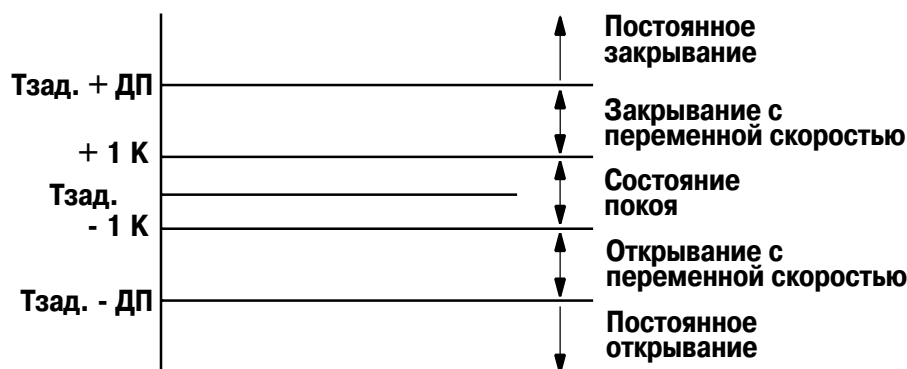 Постоянное
закрывание
Тзад. + ДП
Закрывание с
переменной скоростью
+ 1 К
Состояние
покоя
Тзад.
- 1 К
Открывание с
переменной скоростью
Тзад. - ДП
Постоянное
открывание